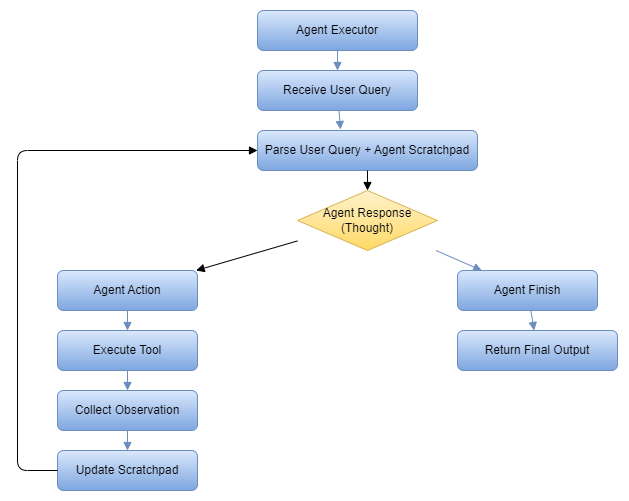 Agent Executor
Receive User Query
Parse User Query + Agent Scratchpad
Agent Response
(Thought)
Agent Action
Agent Finish
Execute Tool
Return Final Output
Collect Observation
Update Scratchpad